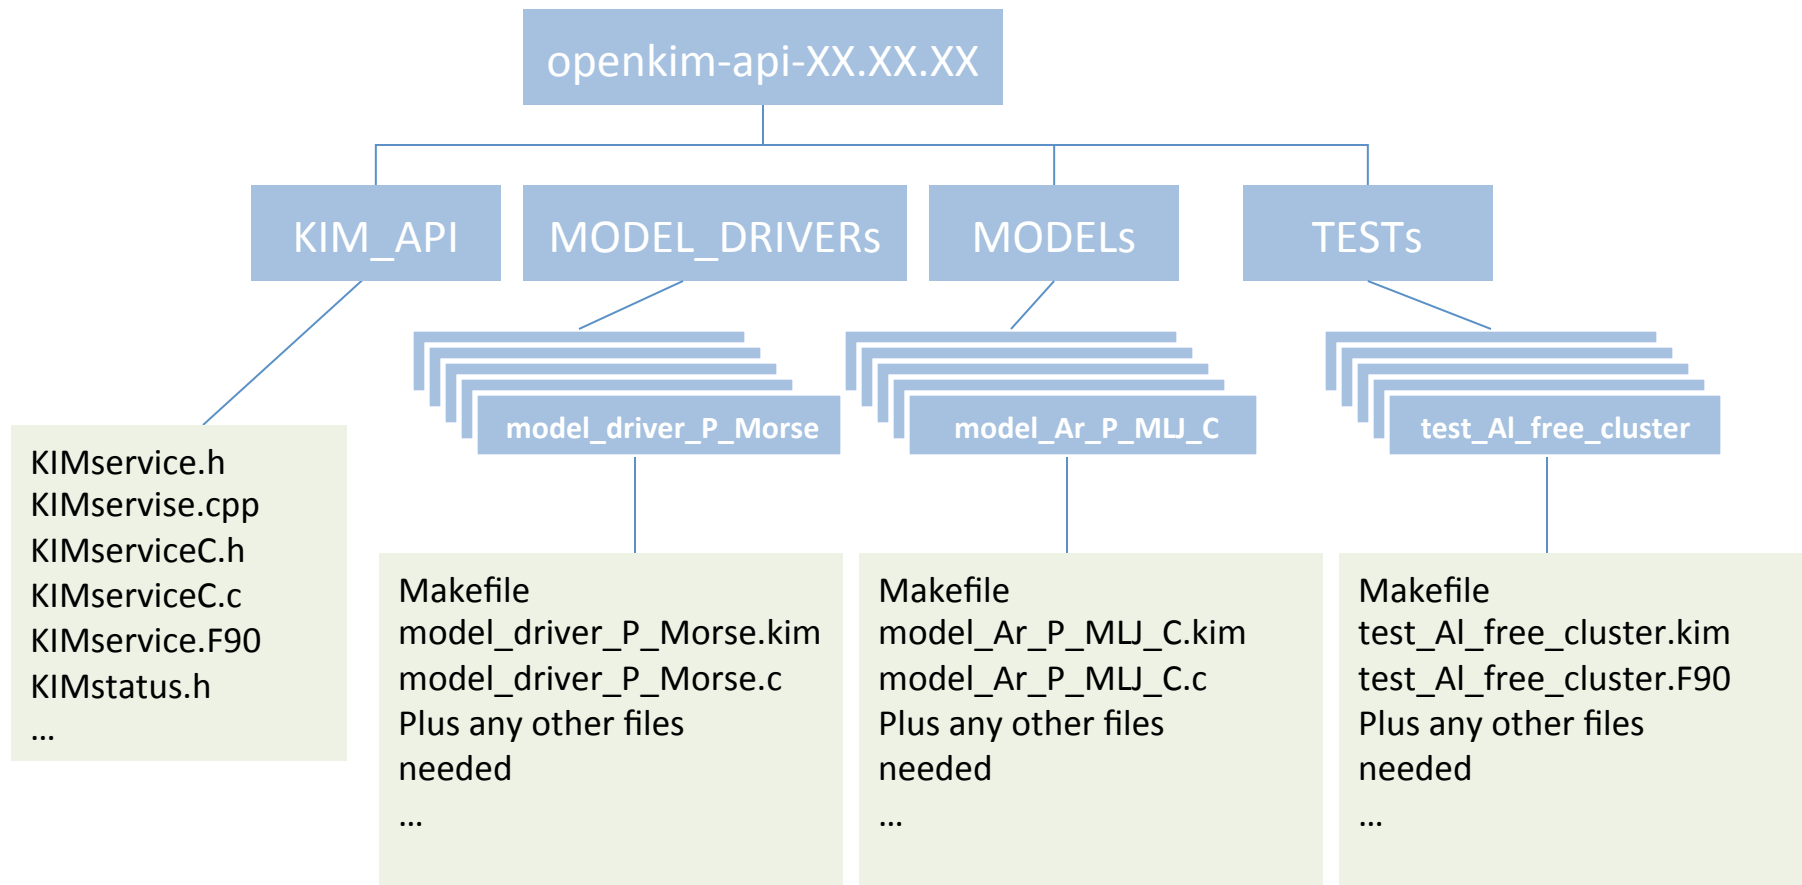 openkim-api-XX.XX.XX
KIM_API
MODEL_DRIVERs
MODELs
TESTs
model_driver_P_Morse
model_Ar_P_MLJ_C
test_Al_free_cluster
KIMservice.h
KIMservise.cpp
KIMserviceC.h
KIMserviceC.c
KIMservice.F90
KIMstatus.h
...
Makefile
model_driver_P_Morse.kim
model_driver_P_Morse.c
Plus any other files
needed
...
Makefile
model_Ar_P_MLJ_C.kim
model_Ar_P_MLJ_C.c
Plus any other files
needed
...
Makefile
test_Al_free_cluster.kim
test_Al_free_cluster.F90
Plus any other files
needed
...